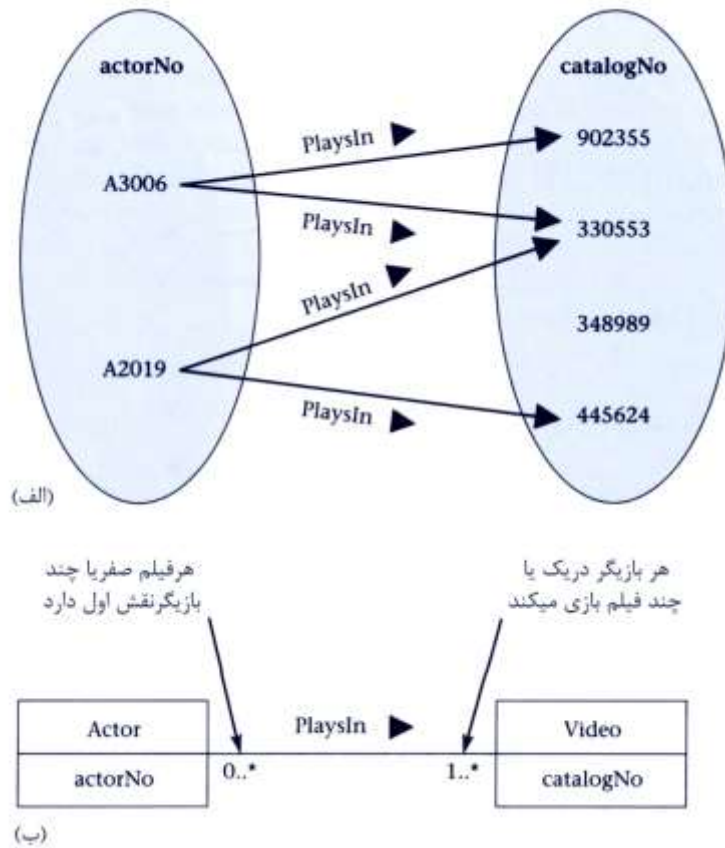 actorNo
catalogNo
PlaysIn
902355
A3006
PlaysIn
330553
PlaysIn
348989
A2019
PlaysIn
445624
(الف)
هرفیلم صفریا چند
بازیگرنقش اول دارد
هر بازیگر دریک یا
چند فیلم بازی میکند
Actor
PlaysIn
Video
actorNo
0..*
1..*
catalogNo
(ب)